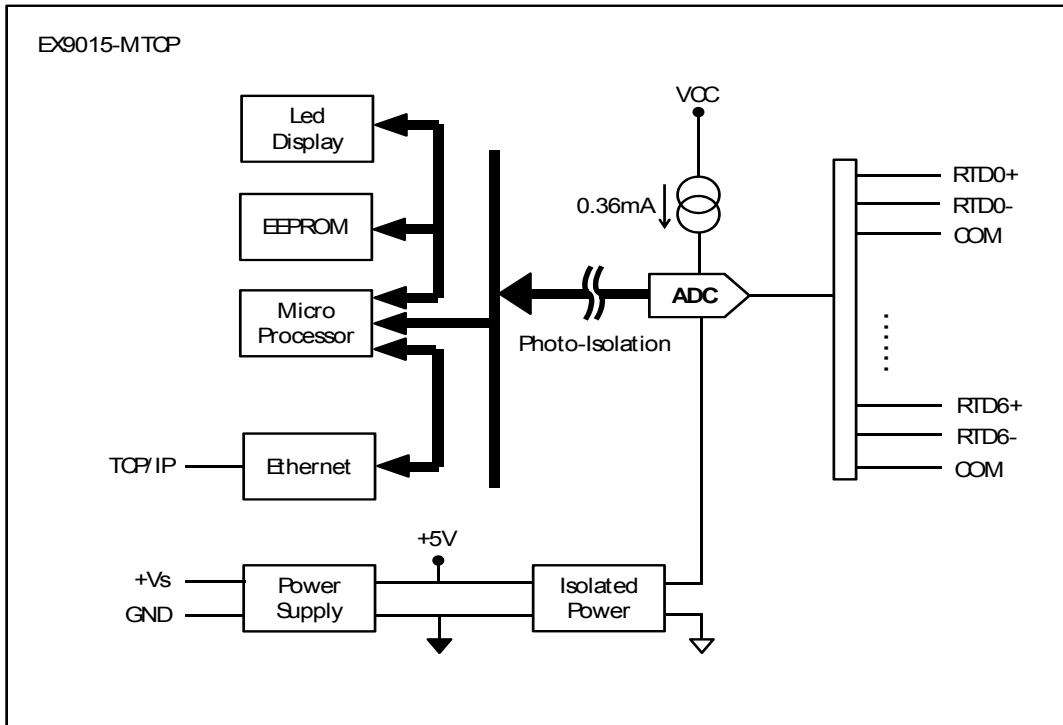 EX9015-MTCP
Led
Display
VCC
EEPROM
0.36mA
RTD0+
RTD0-
COM
Micro
Processor
ADC
Photo-Isolation
RTD6+
RTD6-
COM
TCP/IP
Ethernet
+5V
+Vs
GND
Power
Supply
Isolated
Power